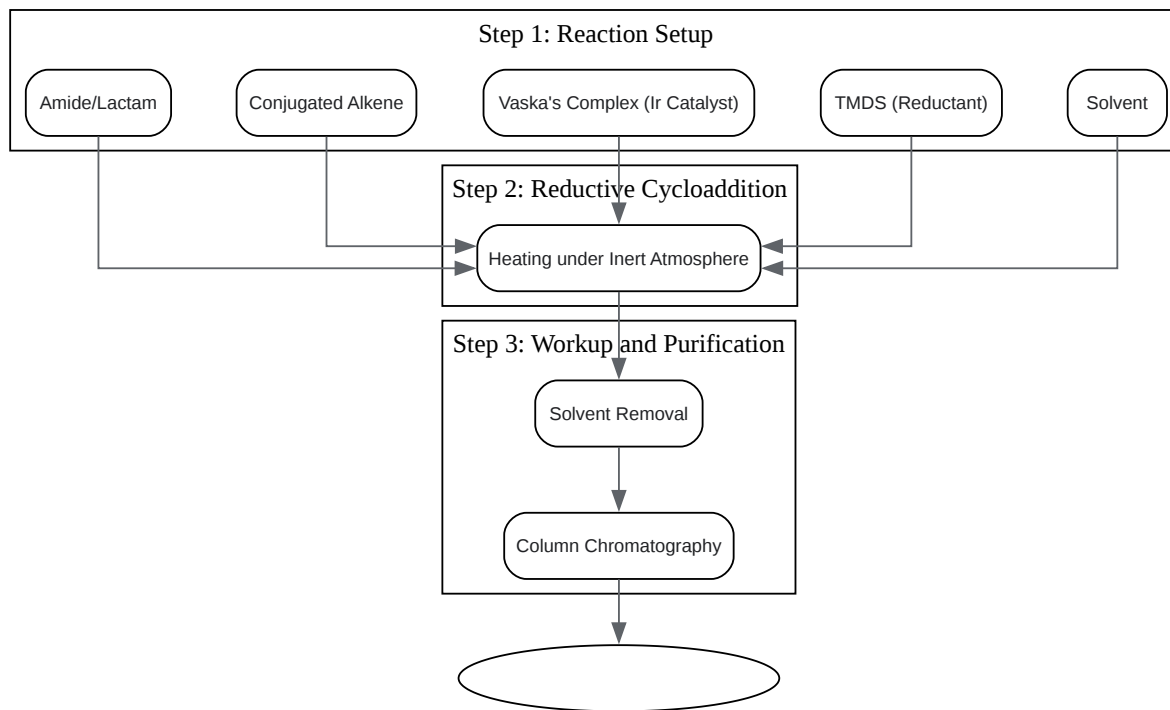 Step 1: Reaction Setup
Amide/Lactam
Conjugated Alkene
Vaska's Complex (Ir Catalyst)
TMDS (Reductant)
Solvent
Step 2: Reductive Cycloaddition
Heating under Inert Atmosphere
Step 3: Workup and Purification
Solvent Removal
Column Chromatography